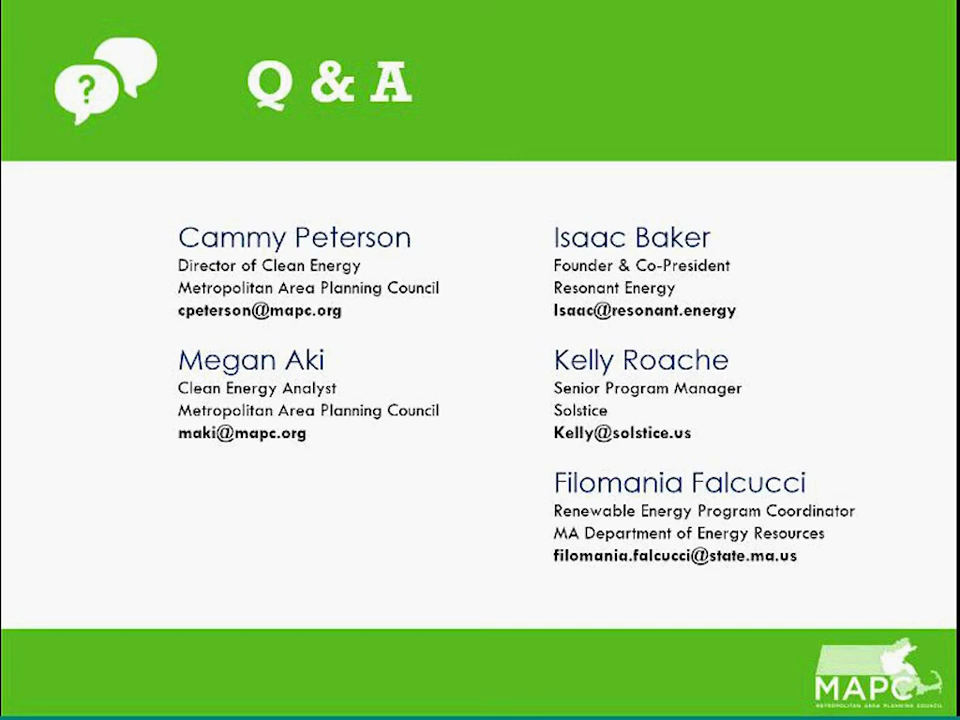 ?
Q & A
Cammy Peterson
Director of Clean Energy
Metropolitan Area Planning Council
cpeterson@mapc.org
Megan Aki
Clean Energy Analyst
Metropolitan Area Planning Council
maki@mapc.org
Isaac Baker
Founder & Co-President
Resonant Energy
Isaac@resonant.energy
Kelly Roache
Senior Program Manager
Solstice
Kelly@solstice.us
Filomania Falcucci
Renewable Energy Program Coordinator
MA Department of Energy Resources
filomania.falcucci@state.ma.us
MAPC
METROPOLITAN AREA PLANNING COUNCIL